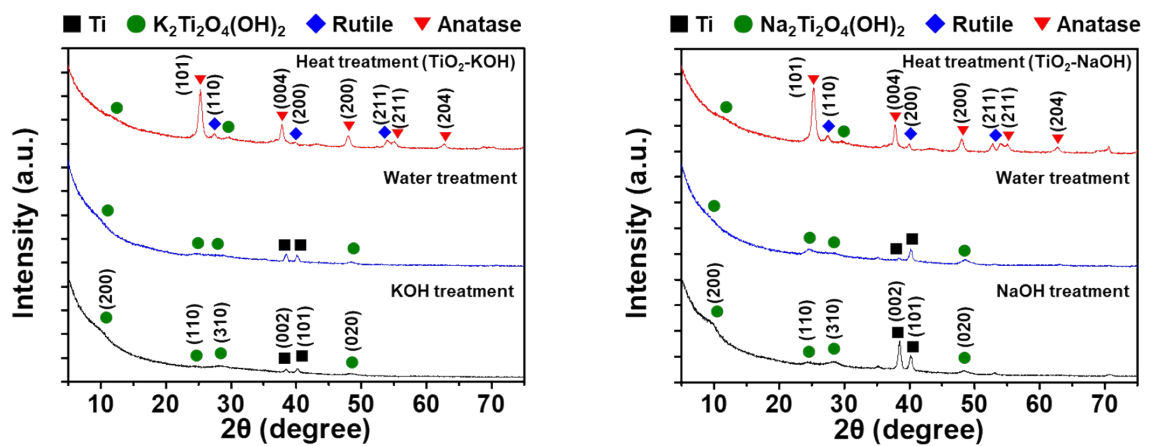 Ti K₂Ti₂O₄(OH)₂ Rutile Anatase
Heat treatment (TiO₂-KOH)
(101)
(110)
(004)
(200)
(200)
(211)
(211)
(204)
Water treatment
KOH treatment
(200)
(110)
(310)
(002)
(101)
(020)
Intensity (a.u.)
10 20 30 40 50 60 70
2θ (degree)
Ti Na₂Ti₂O₄(OH)₂ Rutile Anatase
Heat treatment (TiO₂-NaOH)
(101)
(110)
(004)
(200)
(200)
(211)
(211)
(204)
Water treatment
NaOH treatment
(200)
(110)
(310)
(002)
(101)
(020)
Intensity (a.u.)
10 20 30 40 50 60 70
2θ (degree)